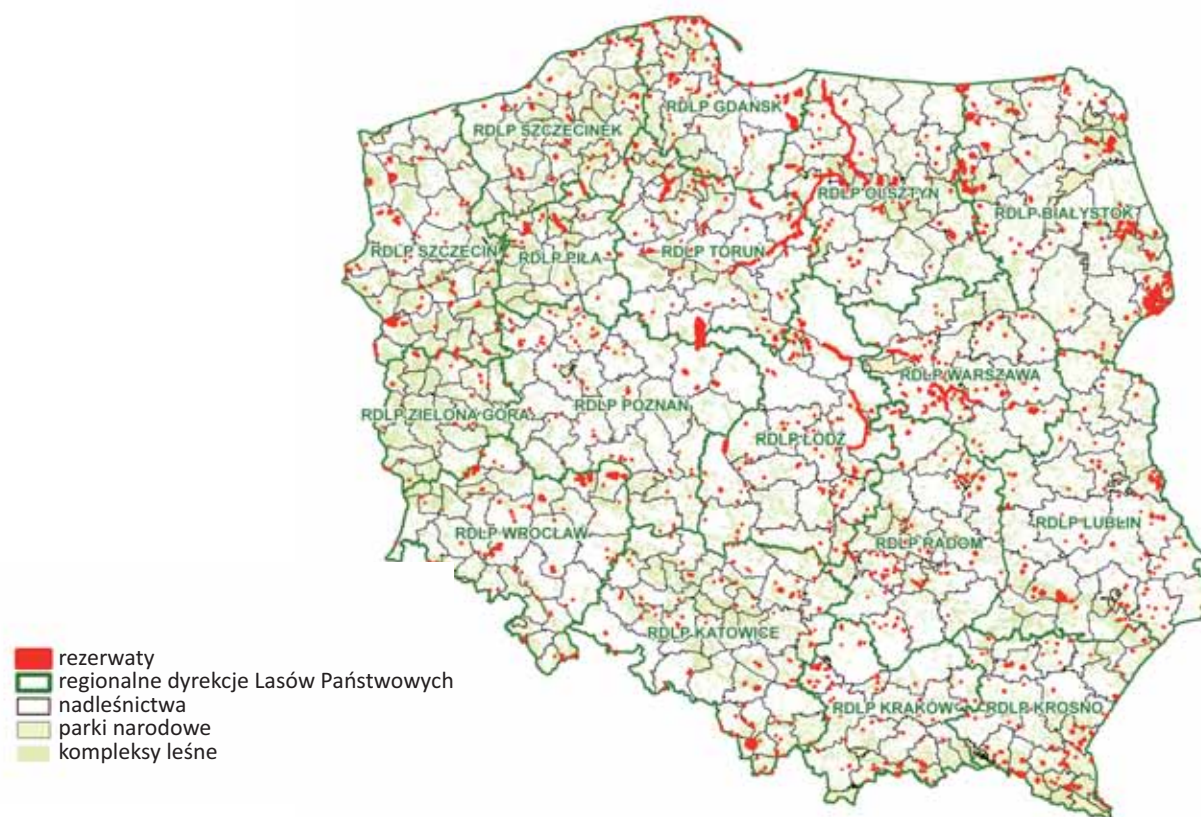 RDLP GDAŃSK
RDLP SZCZECINEK
RDLP OLSZTYN
RDLP BIAŁYSTOK
RDLP SZCZECIN
RDLP PIŁA
RDLP TORUŃ
RDLP WARSZAWA
RDLP ZIELONA GÓRA
RDLP POZNAŃ
RDLP ŁÓDŹ
RDLP WROCŁAW
RDLP RADOM
RDLP LUBLIN
RDLP KATOWICE
RDLP KRAKÓW
RDLP KROSNO
rezerwaty
regionalne dyrekcje Lasów Państwowych
nadleśnictwa
parki narodowe
kompleksy leśne